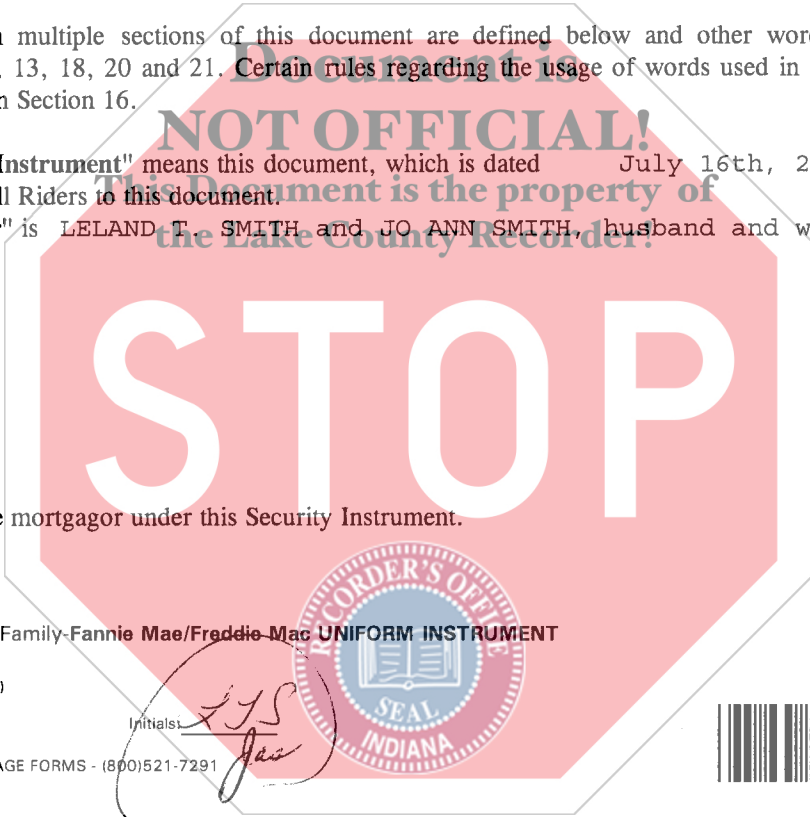 multiple sections of this document are defined below and other wor
13, 18, 20 and 21. Certain rules regarding the usage of words used in
n Section 16.
Document is
NOT OFFICIAL!
This Document is the property of
the Lake County Recorder!
Instrument" means this document, which is dated July 16th, 2
ll Riders to this document.
" is LELAND T. SMITH and JO ANN SMITH, husband and w
STOP
e mortgagor under this Security Instrument.
RECORDER'S OFFICE
SEAL
INDIANA
Family-Fannie Mae/Freddie Mac UNIFORM INSTRUMENT
Initials: LTS
Jas
AGE FORMS - (800)521-7291